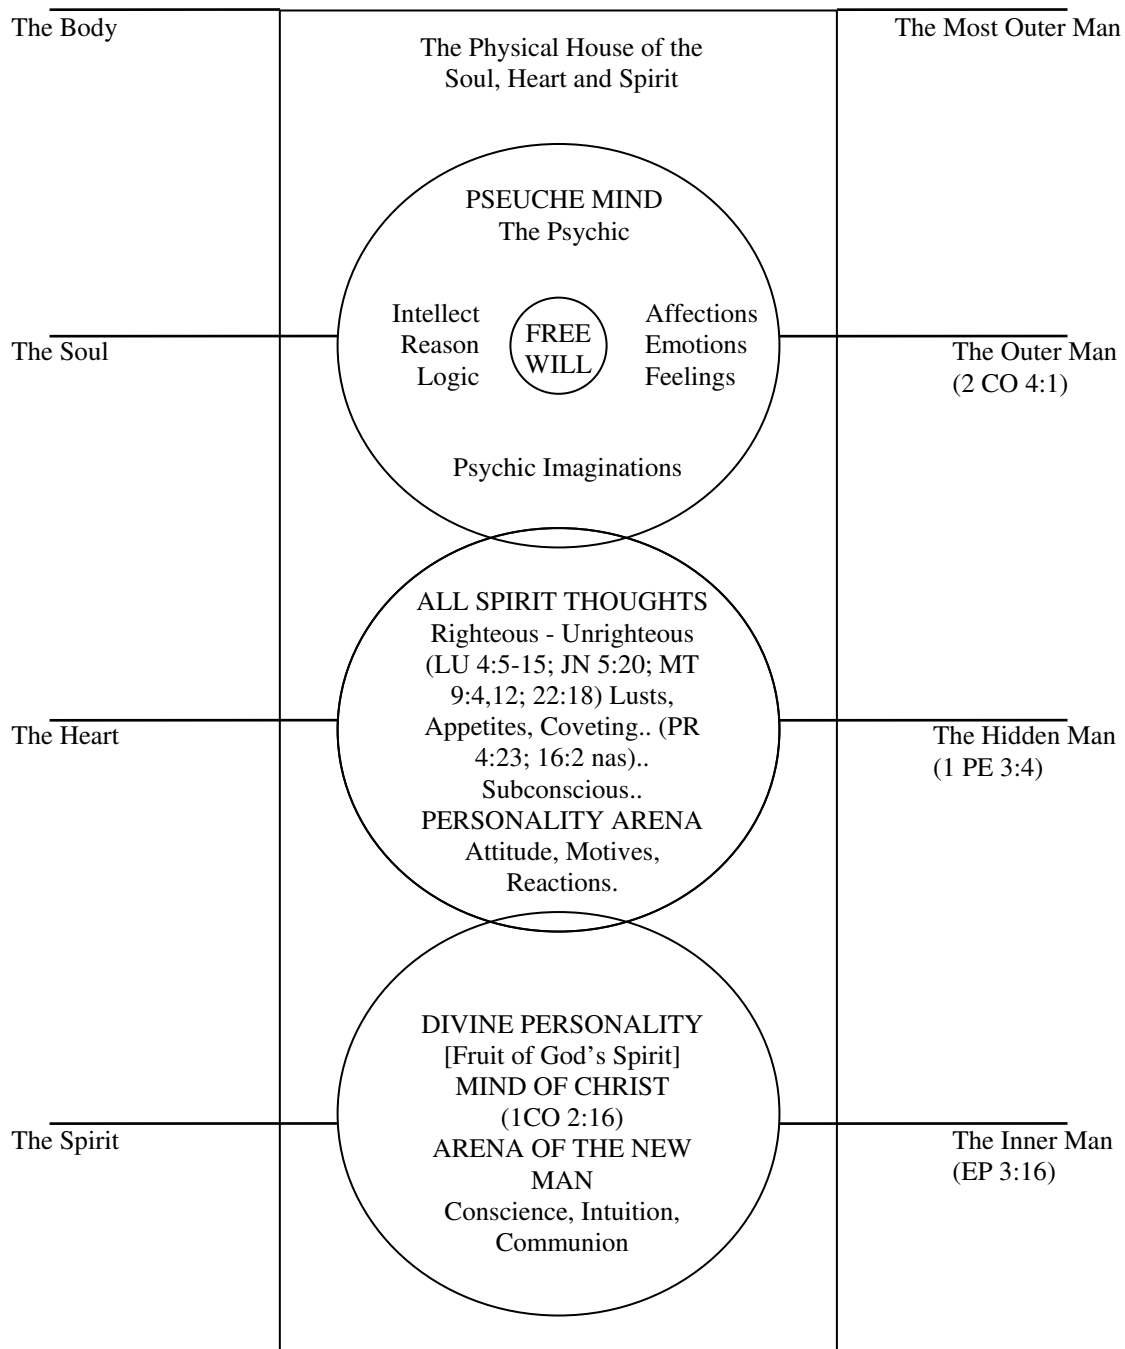 The Body
The Most Outer Man
The Physical House of the
Soul, Heart and Spirit
PSEUCHE MIND
The Psychic
Intellect
Reason
Logic
FREE
WILL
Affections
Emotions
Feelings
The Soul
The Outer Man
(2 CO 4:1)
Psychic Imaginations
ALL SPIRIT THOUGHTS
Righteous - Unrighteous
(LU 4:5-15; JN 5:20; MT
9:4,12; 22:18) Lusts,
Appetites, Coveting.. (PR
4:23; 16:2 nas)..
Subconscious..
PERSONALITY ARENA
Attitude, Motives,
Reactions.
The Heart
The Hidden Man
(1 PE 3:4)
DIVINE PERSONALITY
[Fruit of God's Spirit]
MIND OF CHRIST
(1CO 2:16)
ARENA OF THE NEW
MAN
Conscience, Intuition,
Communion
The Spirit
The Inner Man
(EP 3:16)